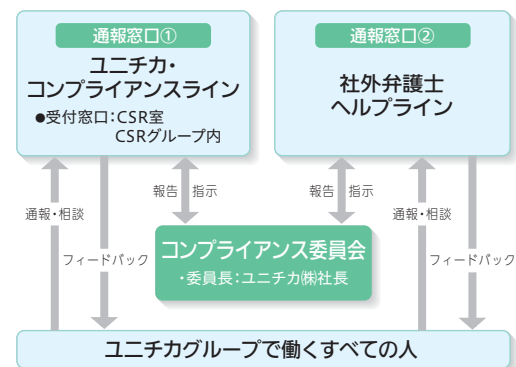 通報窓口①
ユニチカ・
コンプライアンスライン
●受付窓口:CSR室
CSRグループ内
通報窓口②
社外弁護士
ヘルプライン
報告 指示
報告 指示
通報・相談
通報・相談
フィードバック
フィードバック
コンプライアンス委員会
・委員長:ユニチカ㈱社長
ユニチカグループで働くすべての人